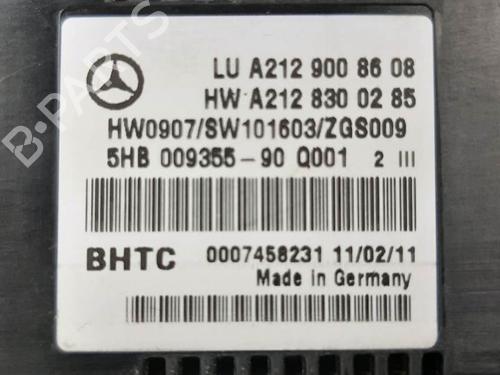 LU A212 900 86 08
HW A212 830 02 85
HW0907/SW101603/ZGS009
5HB 009355-90 Q001 2 III
BHTC 0007458231 11/02/11
Made in Germany
B-PARTS